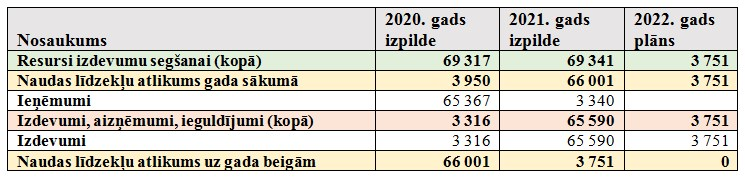 Nosaukums 2020. gads izpilde 2021. gads izpilde 2022. gads plāns
Resursi izdevumu segšanai (kopā) 69 317 69 341 3 751
Naudas līdzekļu atlikums gada sākumā 3 950 66 001 3 751
Ieņēmumi 65 367 3 340
Izdevumi, aizņēmumi, ieguldījumi (kopā) 3 316 65 590 3 751
Izdevumi 3 316 65 590 3 751
Naudas līdzekļu atlikums uz gada beigām 66 001 3 751 0